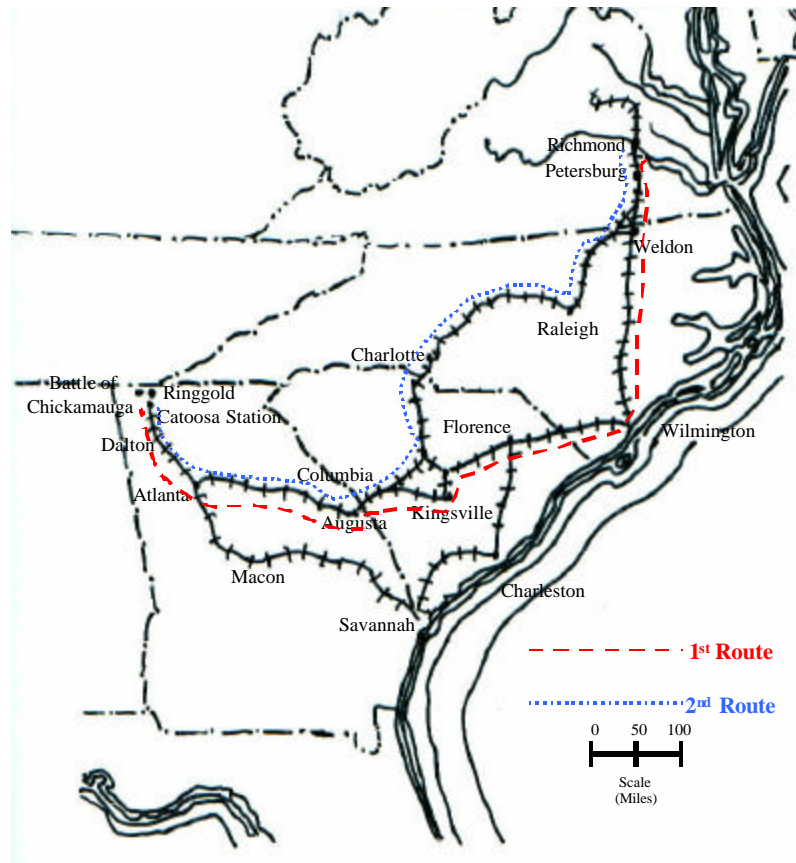 Richmond
Petersburg
Weldon
Raleigh
Charlotte
Battle of
Chickamauga
Ringgold
Catoosa Station
Dalton
Florence
Wilmington
Columbia
Atlanta
Augusta
Kingsville
Macon
Charleston
Savannah
1st Route
2nd Route
0 50 100
Scale
(Miles)